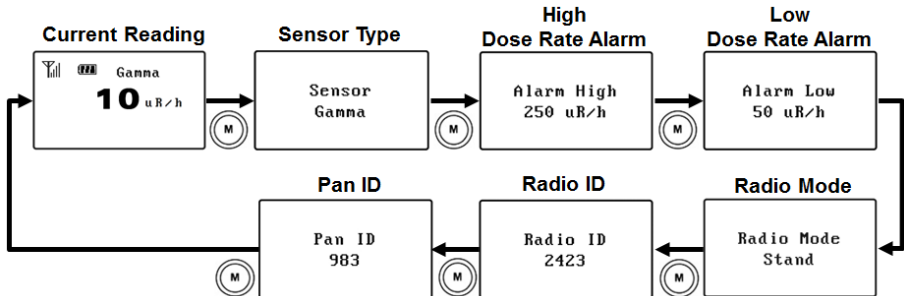 Current Reading
Sensor Type
High
Dose Rate Alarm
Low
Dose Rate Alarm
Gamma
10 uR/h
Sensor
Gamma
Alarm High
250 uR/h
Alarm Low
50 uR/h
M
M
M
Pan ID
Radio ID
Radio Mode
Pan ID
983
Radio ID
2423
Radio Mode
Stand
M
M
M